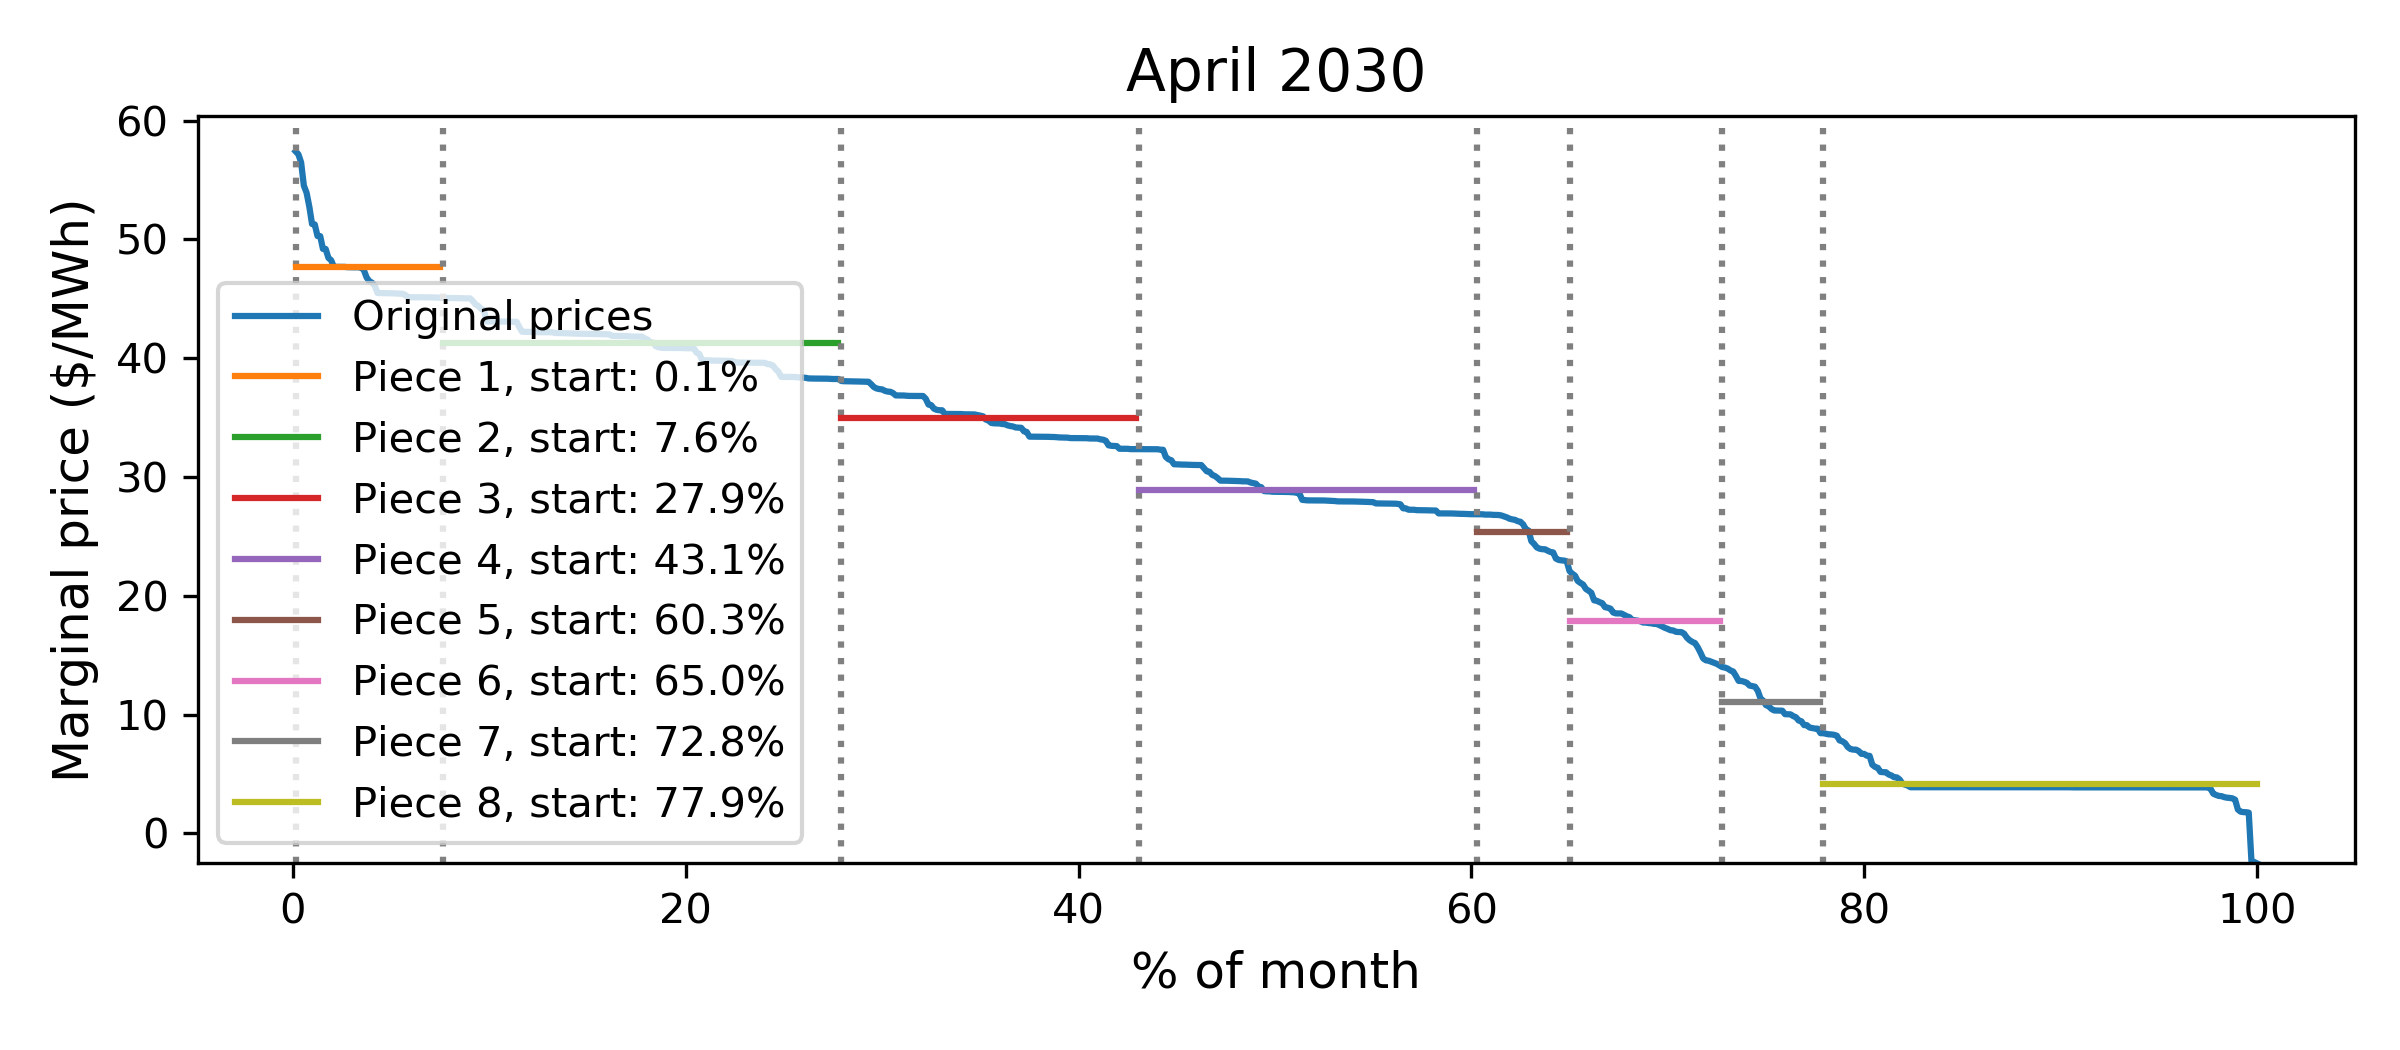 April 2030
Marginal price ($/MWh)
60
50
40
30
20
10
0
Original prices
Piece 1, start: 0.1%
Piece 2, start: 7.6%
Piece 3, start: 27.9%
Piece 4, start: 43.1%
Piece 5, start: 60.3%
Piece 6, start: 65.0%
Piece 7, start: 72.8%
Piece 8, start: 77.9%
0 20 40 60 80 100
% of month